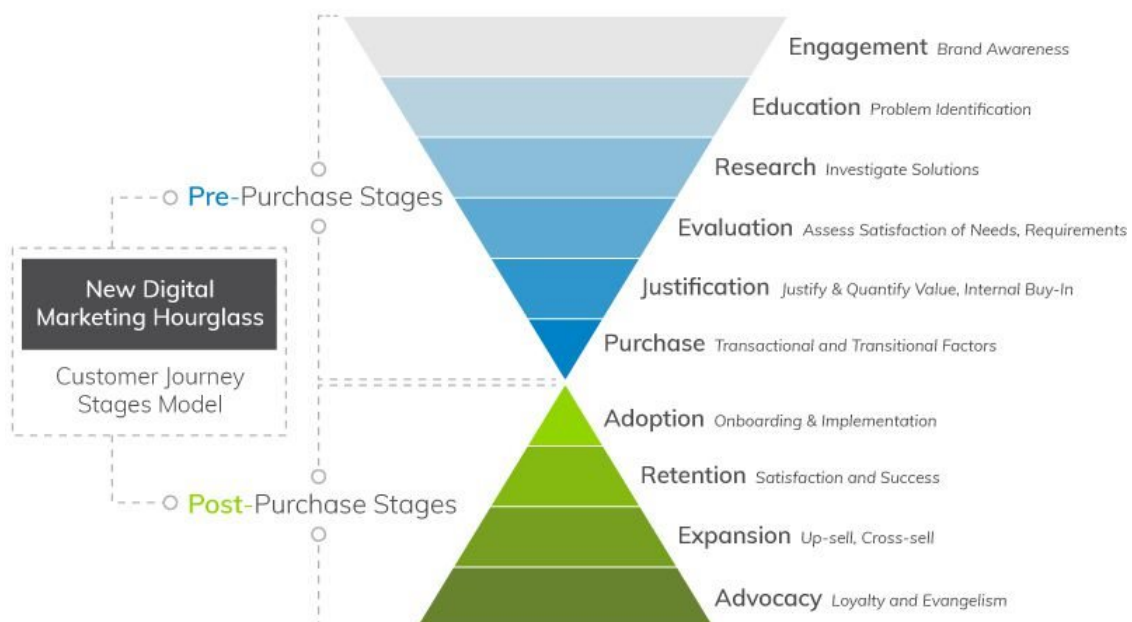 Engagement Brand Awareness
Education Problem Identification
Research Investigate Solutions
Pre-Purchase Stages
Evaluation Assess Satisfaction of Needs, Requirements
New Digital
Marketing Hourglass
Justification Justify & Quantify Value, Internal Buy-In
Purchase Transactional and Transitional Factors
Customer Journey
Stages Model
Adoption Onboarding & Implementation
Retention Satisfaction and Success
Post-Purchase Stages
Expansion Up-sell, Cross-sell
Advocacy Loyalty and Evangelism